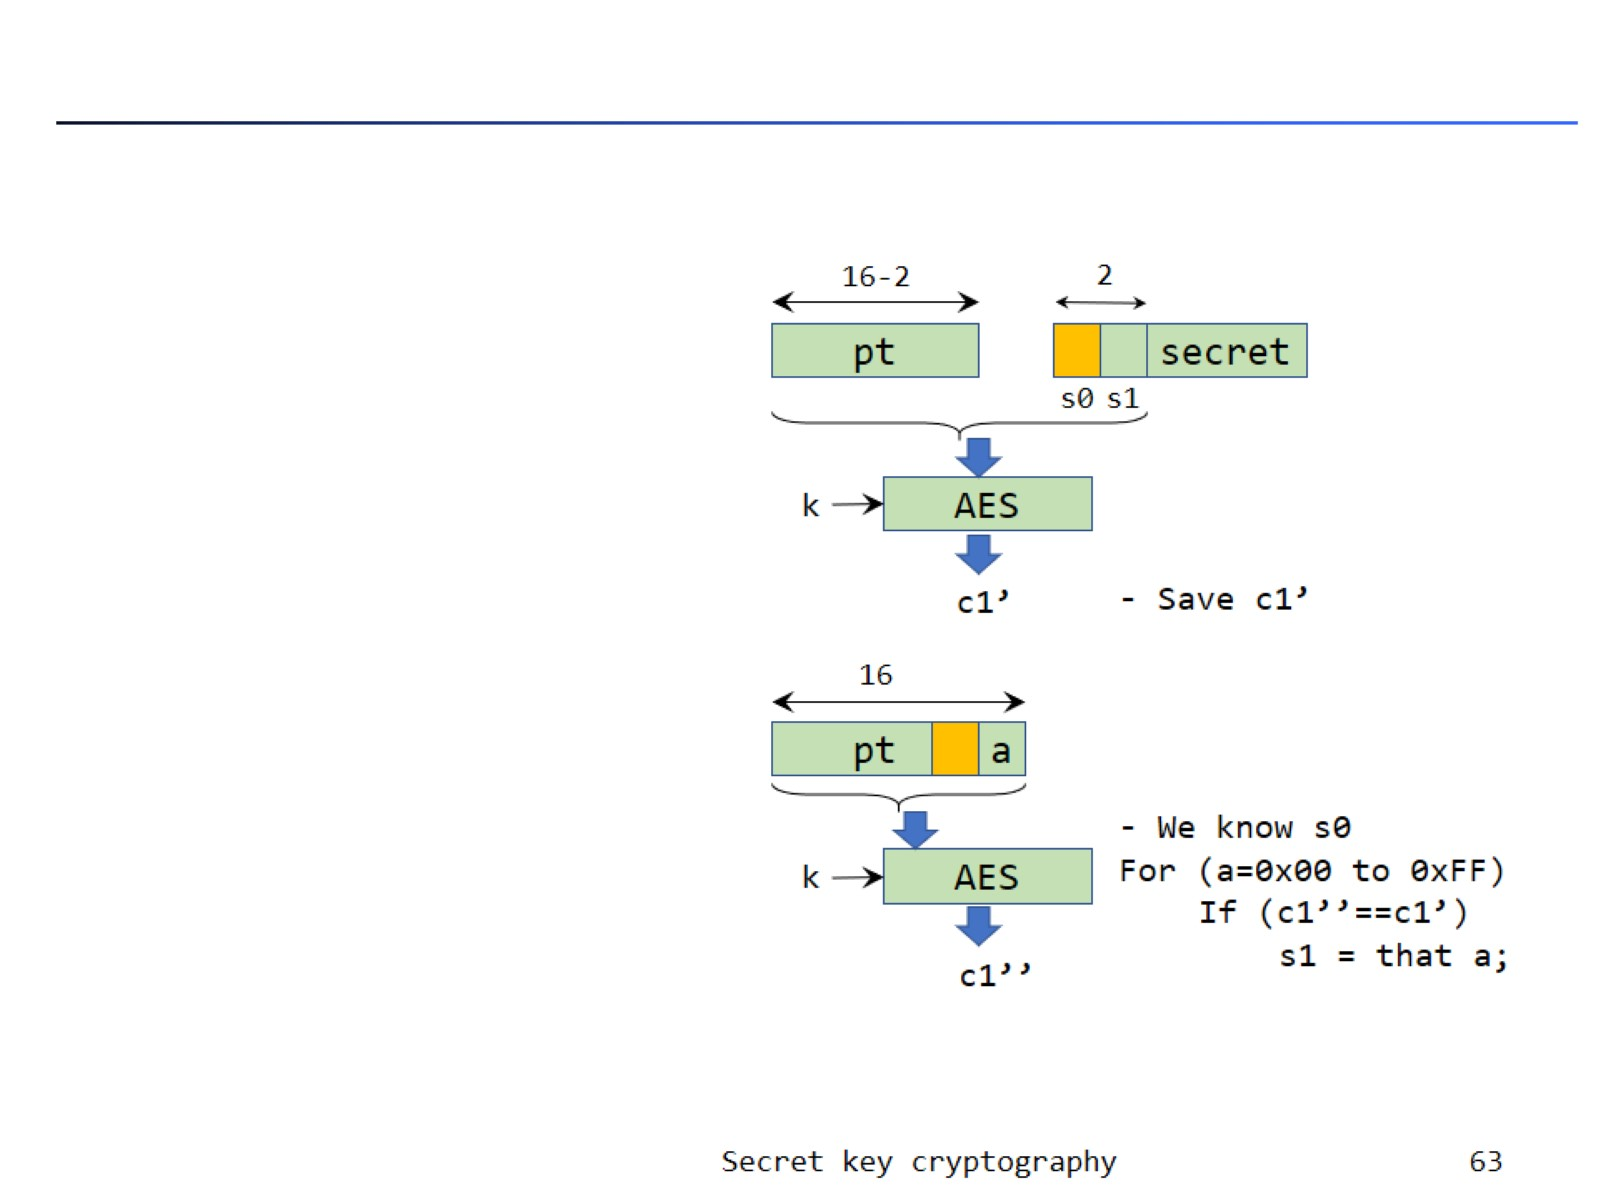 16-2
2
pt
secret
s0 s1
k
AES
c1’
- Save c1’
16
pt
a
- We know s0
For (a=0x00 to 0xFF)
k
AES
If (c1’’==c1’)
s1 = that a;
c1’’
Secret key cryptography
63